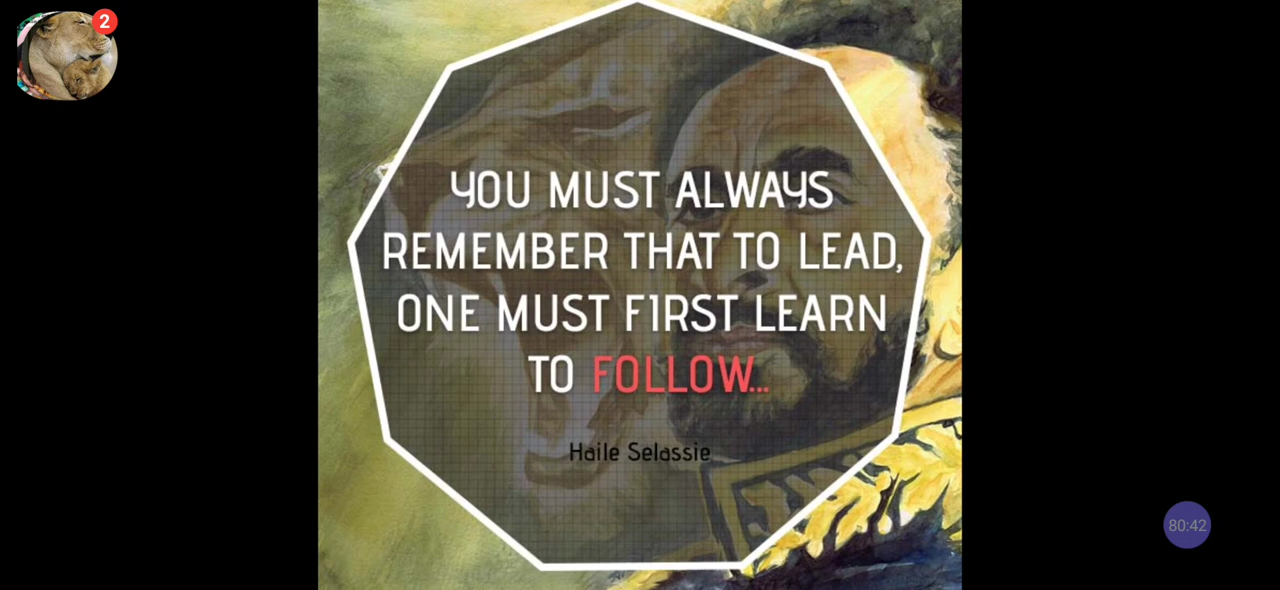 2
YOU MUST ALWAYS
REMEMBER THAT TO LEAD,
ONE MUST FIRST LEARN
TO FOLLOW...
Haile Selassie
80:42